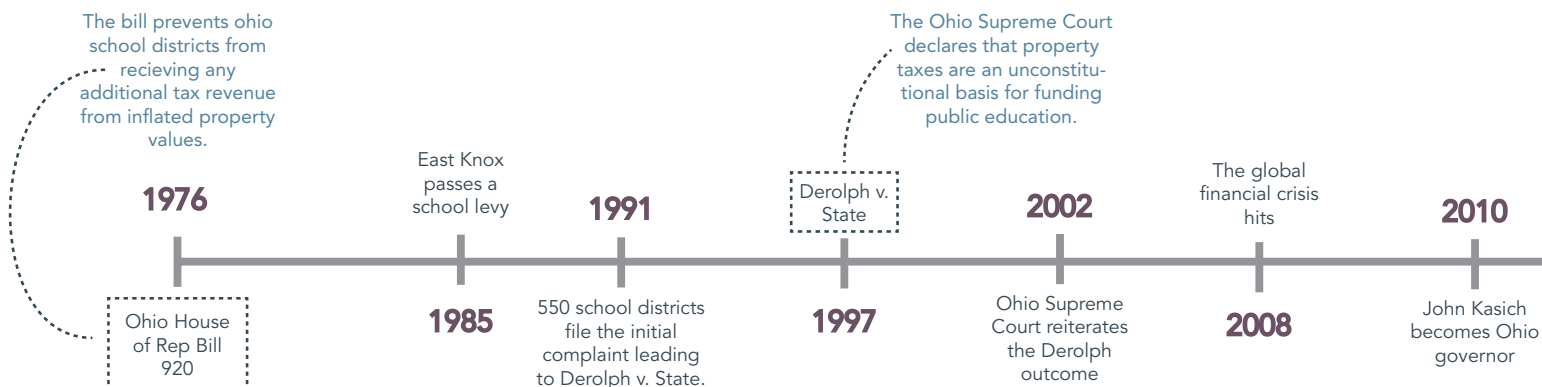 The bill prevents ohio
school districts from
recieving any
additional tax revenue
from inflated property
values.
1976
Ohio House
of Rep Bill
920
East Knox
passes a
school levy
1985
1991
550 school districts
file the initial
complaint leading
to Derolph v. State.
The Ohio Supreme Court
declares that property
taxes are an unconstitu-
tional basis for funding
public education.
Derolph v.
State
1997
2002
Ohio Supreme
Court reiterates
the Derolph
outcome
The global
financial crisis
hits
2008
2010
John Kasich
becomes Ohio
governor